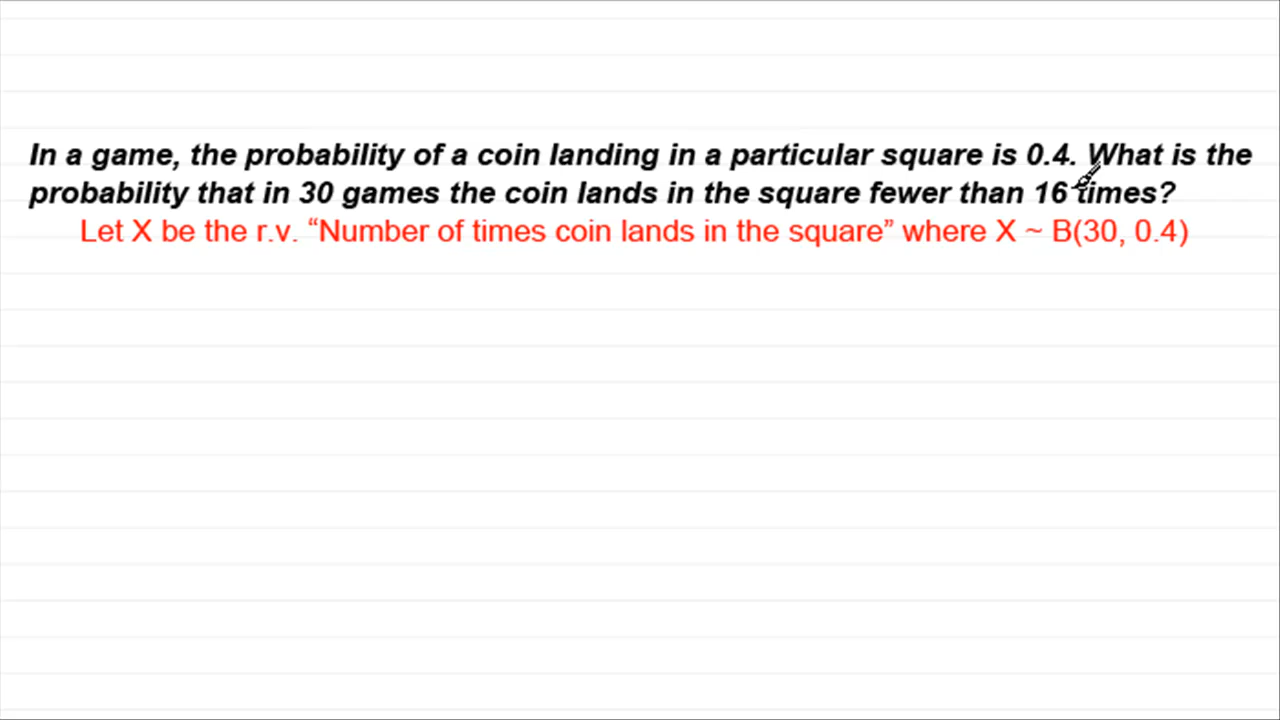 In a game, the probability of a coin landing in a particular square is 0.4. What is the
probability that in 30 games the coin lands in the square fewer than 16 times?
Let X be the r.v. “Number of times coin lands in the square” where X ~ B(30, 0.4)